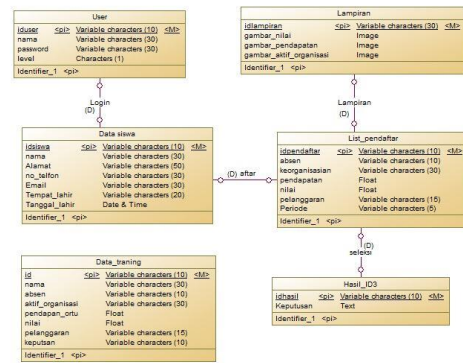 User
iduser <pi> Variable characters (10) <M>
nama Variable characters (30)
password Variable characters (30)
level Characters (1)
Identifier_1 <pi>
Lampiran
idlampiran <pi> Variable characters (30) <M>
gambar_nilai Image
gambar_pendapatan Image
gambar_aktif_organisasi Image
Identifier_1 <pi>
Login
(D)
Lampiran
(D)
Data siswa
idsiswa <pi> Variable characters (10) <M>
nama Variable characters (30)
Alamat Variable characters (50)
no_telfon Variable characters (30)
Email Variable characters (30)
Tempat_lahir Variable characters (20)
Tanggal_lahir Date & Time
Identifier_1 <pi>
(D) aftar
List_pendaftar
idpendaftar <pi> Variable characters (10) <M>
absen Variable characters (10)
keorganisasian Variable characters (30)
pendapatan Float
nilai Float
pelanggaran Variable characters (15)
Periode Variable characters (5)
Identifier_1 <pi>
(D)
seleksi
Data_traning
id <pi> Variable characters (10) <M>
nama Variable characters (30)
absen Variable characters (10)
aktif_organisasi Variable characters (30)
pendapan_ortu Float
nilai Float
pelanggaran Variable characters (15)
keputsan Variable characters (10)
Hasil_ID3
idhasil <pi> Variable characters (10) <M>
Keputusan Text
Identifier_1 <pi>